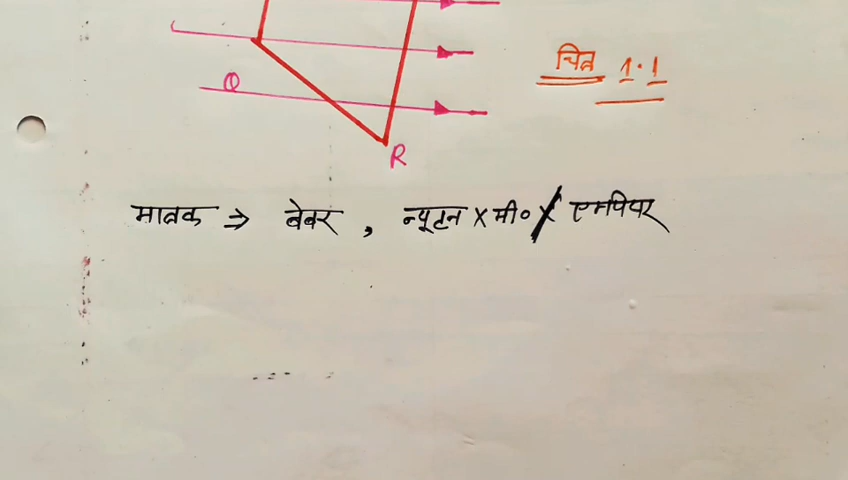 चित्र 1.1
Q
R
मात्रक ⇒ वेबर, न्यूटन × मी० / एम्पियर